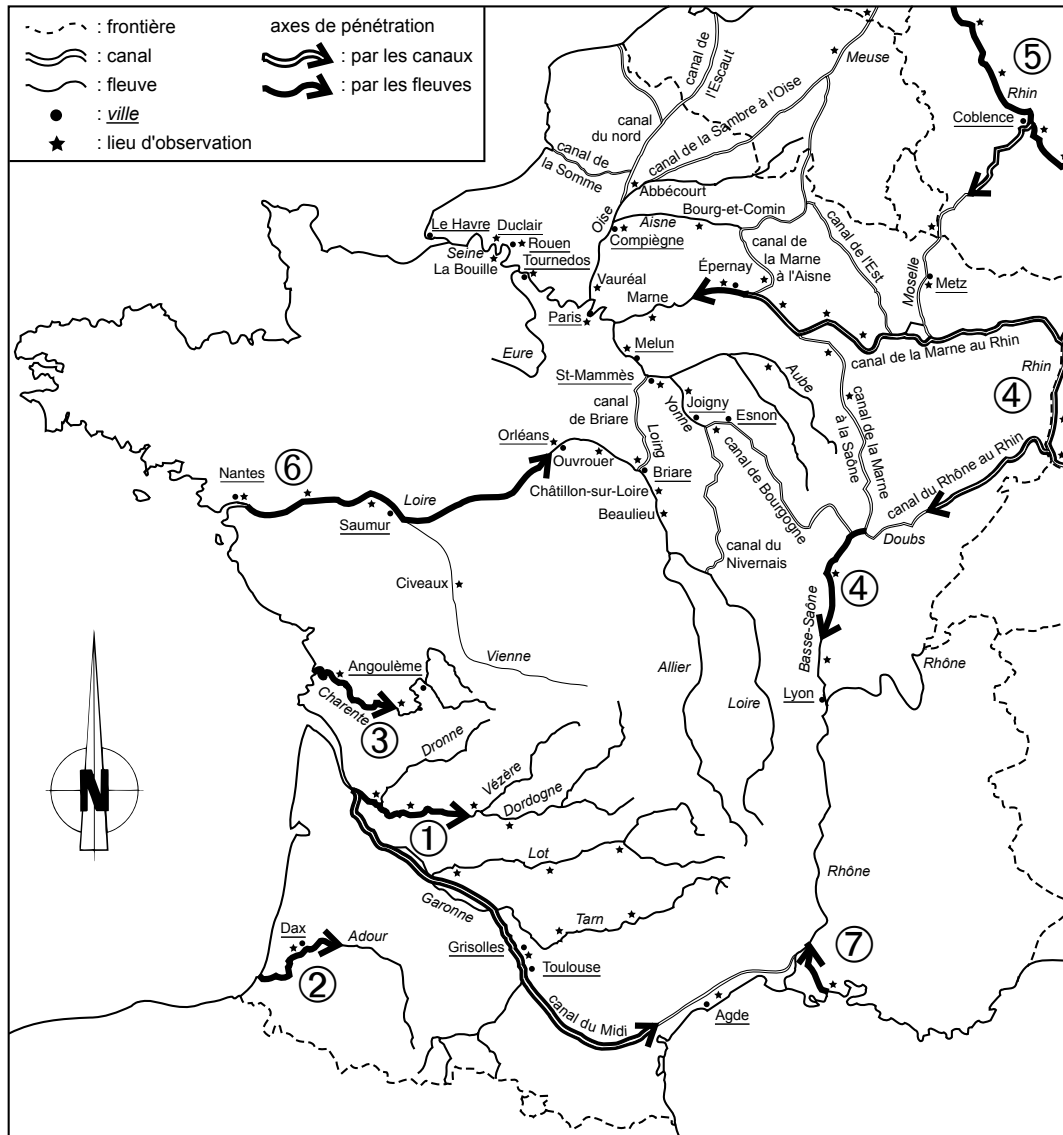 : frontière
: canal
: fleuve
: ville
: lieu d'observation
axes de pénétration
: par les canaux
: par les fleuves
canal de
l'Escaut
Meuse
⑤
Rhin
Coblence
canal
du nord
canal de la Sambre à l'Oise
canal de
la Somme
Abbécourt
Oise
Aisne
Bourg-et-Comin
Compiègne
Le Havre
Duclair
Seine
Rouen
La Bouille
Tournedos
canal de
la Marne
à l'Aisne
canal de l'Est
Moselle
Metz
Vauréal
Épernay
Marne
Paris
canal de la Marne au Rhin
Rhin
Eure
Melun
Aube
④
St-Mammès
canal
de Briare
Yonne
Joigny
Esnon
Loing
canal de la Marne
à la Saône
Orléans
Ouvrouer
Briare
canal de Bourgogne
canal du Rhône au Rhin
⑥
Nantes
Loire
Châtillon-sur-Loire
Saumur
Beaulieu
Doubs
canal du
Nivernais
Civeaux
④
Basse-Saône
Vienne
Allier
Loire
Rhône
Angoulême
Charente
Lyon
③
Dronne
Vézère
Dordogne
①
N
Lot
Rhône
Garonne
Tarn
Dax
Adour
②
Grisolles
Toulouse
⑦
canal du Midi
Agde